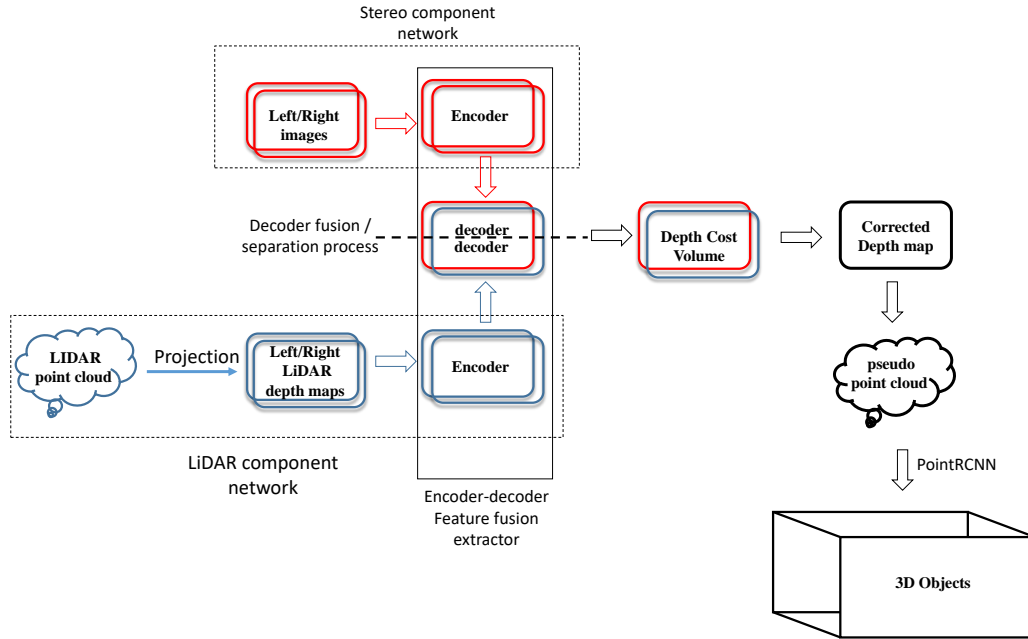 Stereo component
network
Left/Right
images
Encoder
Decoder fusion /
separation process
decoder
decoder
Depth Cost
Volume
Corrected
Depth map
LIDAR
point cloud
Projection
Left/Right
LiDAR
depth maps
Encoder
pseudo
point cloud
LiDAR component
network
PointRCNN
Encoder-decoder
Feature fusion
extractor
3D Objects